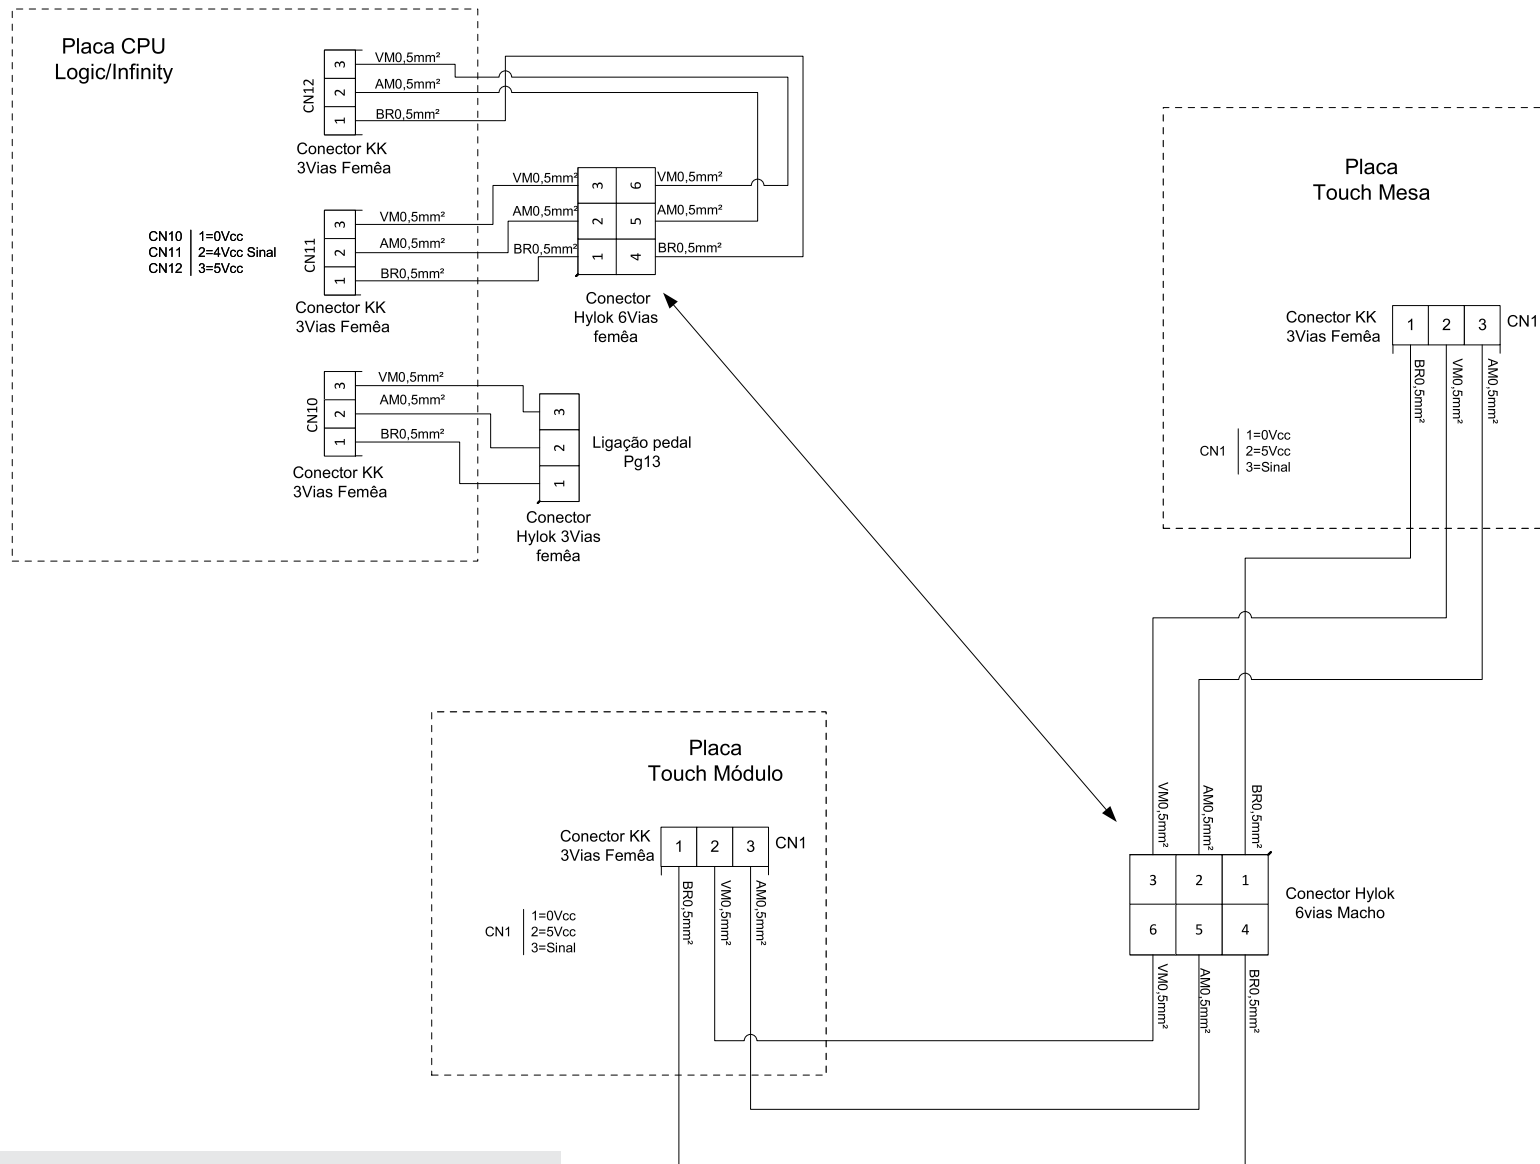 Placa CPU
Logic/Infinity
CN12
3
2
1
VM0,5mm²
AM0,5mm²
BR0,5mm²
Conector KK
3Vias Femêa
CN10 1=0Vcc
CN11 2=4Vcc Sinal
CN12 3=5Vcc
CN11
3
2
1
VM0,5mm²
AM0,5mm²
BR0,5mm²
Conector KK
3Vias Femêa
VM0,5mm²
AM0,5mm²
BR0,5mm²
3 6
2 5
1 4
VM0,5mm²
AM0,5mm²
BR0,5mm²
Conector
Hylok 6Vias
femêa
CN10
3
2
1
VM0,5mm²
AM0,5mm²
BR0,5mm²
Conector KK
3Vias Femêa
3
2
1
Ligação pedal
Pg13
Conector
Hylok 3Vias
femêa
Placa
Touch Mesa
Conector KK
3Vias Femêa
1 2 3
CN1
BR0,5mm²
VM0,5mm²
AM0,5mm²
CN1
1=0Vcc
2=5Vcc
3=Sinal
Placa
Touch Módulo
Conector KK
3Vias Femêa
1 2 3
CN1
BR0,5mm²
VM0,5mm²
AM0,5mm²
CN1
1=0Vcc
2=5Vcc
3=Sinal
VM0,5mm²
AM0,5mm²
BR0,5mm²
3 2 1
6 5 4
Conector Hylok
6vias Macho
VM0,5mm²
AM0,5mm²
BR0,5mm²